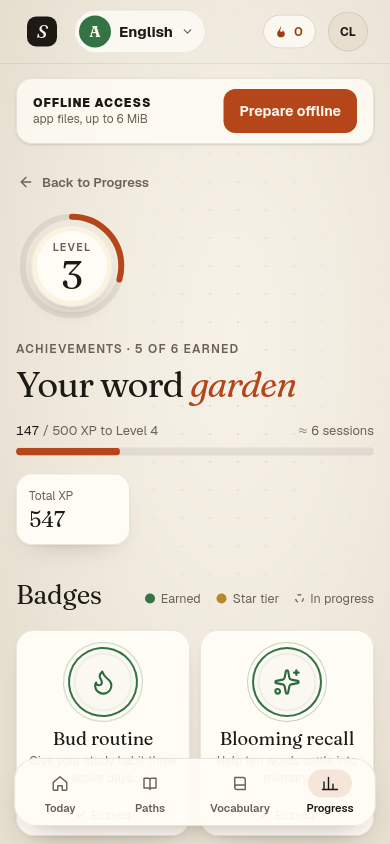 S
A English
0
CL
OFFLINE ACCESS
app files, up to 6 MiB
Prepare offline
Back to Progress
LEVEL
3
ACHIEVEMENTS · 5 OF 6 EARNED
Your word garden
147 / 500 XP to Level 4
≈ 6 sessions
Total XP
547
Badges
Earned
Star tier
In progress
Bud routine
Blooming recall
Today
Paths
Vocabulary
Progress